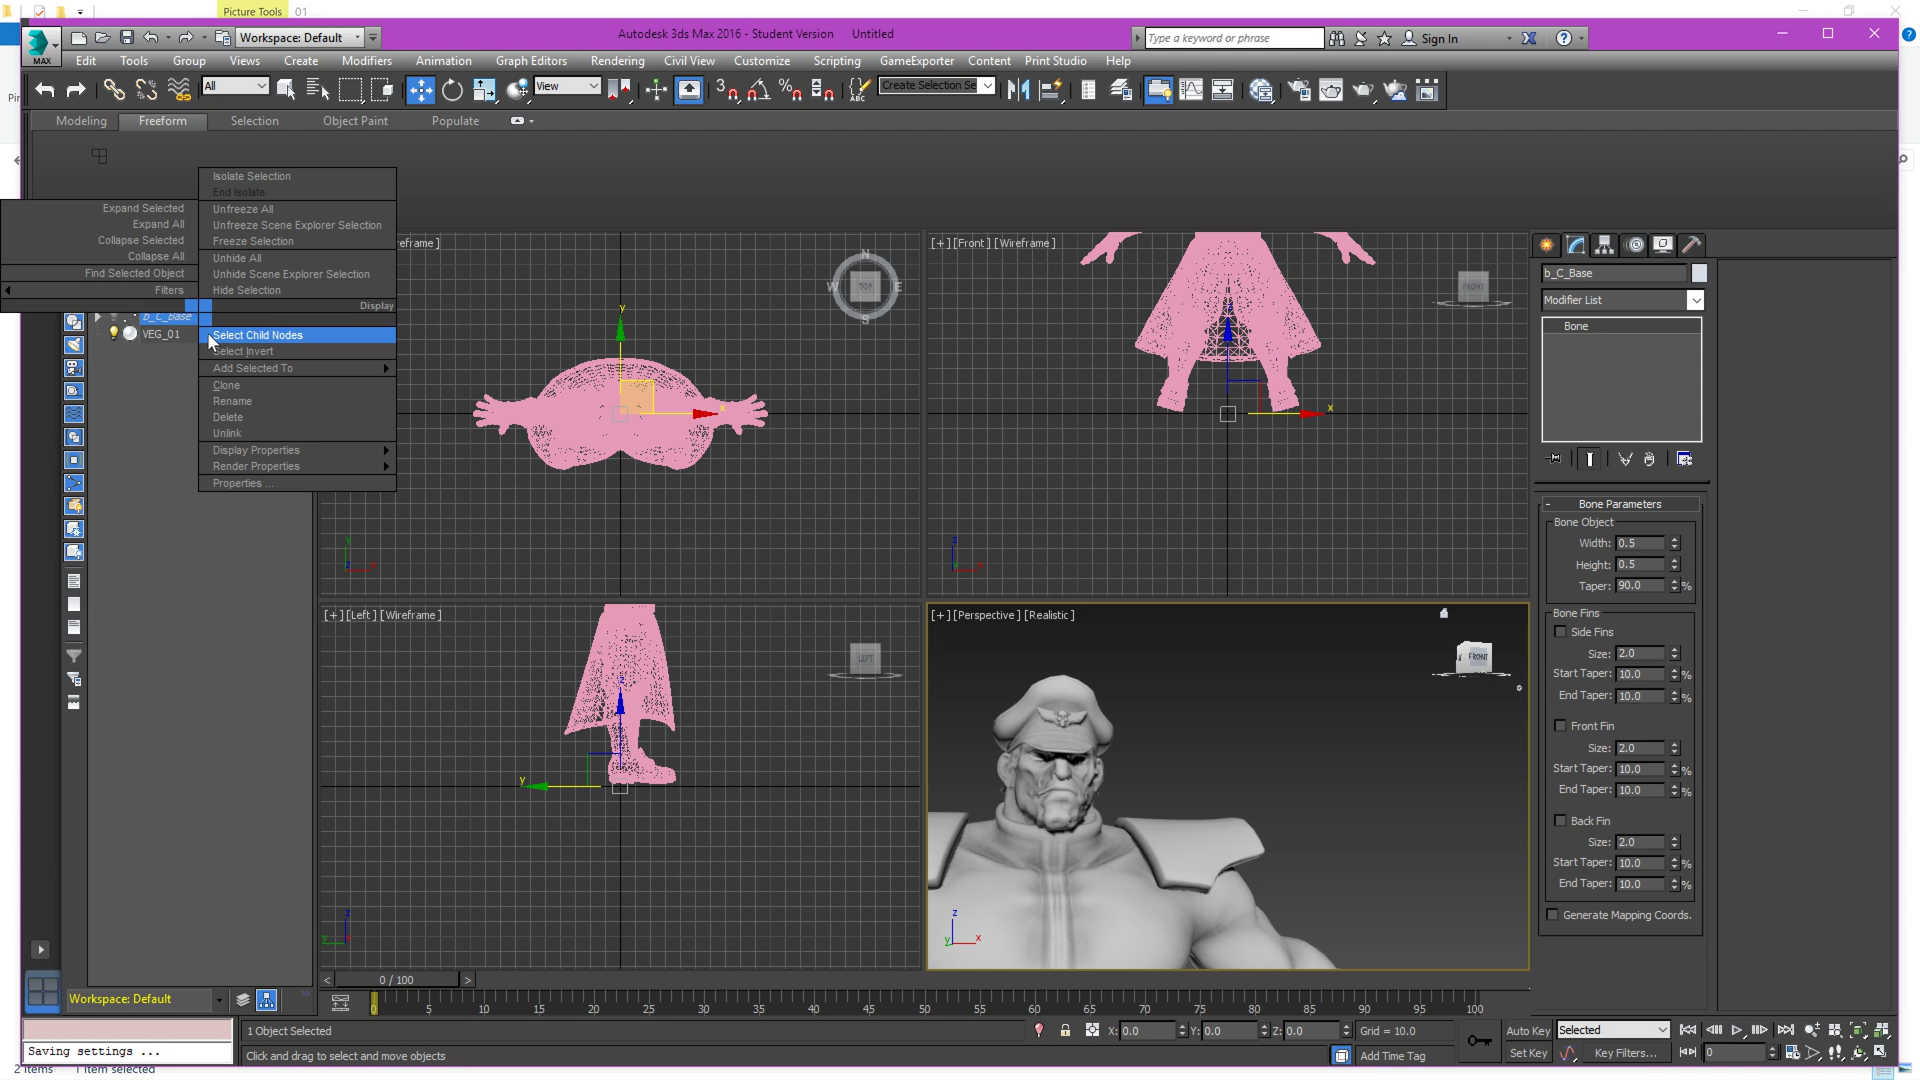 Picture Tools 01
Workspace: Default
Autodesk 3ds Max 2016 - Student Version Untitled
Type a keyword or phrase
Sign In
MAX
Edit Tools Group Views Create Modifiers Animation Graph Editors Rendering Civil View Customize Scripting GameExporter Content Print Studio Help
All
View
Create Selection Se
Modeling Freeform Selection Object Paint Populate
Isolate Selection
End Isolate
Expand Selected
Unfreeze All
Expand All
Unfreeze Scene Explorer Selection
Collapse Selected
Freeze Selection
Collapse All
Unhide All
Find Selected Object
Unhide Scene Explorer Selection
Filters
Hide Selection
Display
b_C_Base
VEG_01
Select Child Nodes
Select Invert
Add Selected To
Clone
Rename
Delete
Unlink
Display Properties
Render Properties
Properties ...
eframe ]
[+] [Front ] [Wireframe ]
[+] [Left ] [Wireframe ]
[+] [Perspective ] [Realistic ]
N
W TOP E
S
FRONT
LEFT
FRONT
y
x
x
y
z
z
y
x
b_C_Base
Modifier List
Bone
- Bone Parameters
Bone Object
Width: 0.5
Height: 0.5
Taper: 90.0 %
Bone Fins
Side Fins
Size: 2.0
Start Taper: 10.0 %
End Taper: 10.0 %
Front Fin
Size: 2.0
Start Taper: 10.0 %
End Taper: 10.0 %
Back Fin
Size: 2.0
Start Taper: 10.0 %
End Taper: 10.0 %
Generate Mapping Coords.
< 0 / 100 >
Workspace: Default
0 5 10 15 20 25 30 35 40 45 50 55 60 65 70 75 80 85 90 95 100
1 Object Selected
X: 0.0 Y: 0.0 Z: 0.0 Grid = 10.0
Auto Key Selected
Saving settings ...
Click and drag to select and move objects
Add Time Tag
Set Key Key Filters... 0
2 items 1 item selected